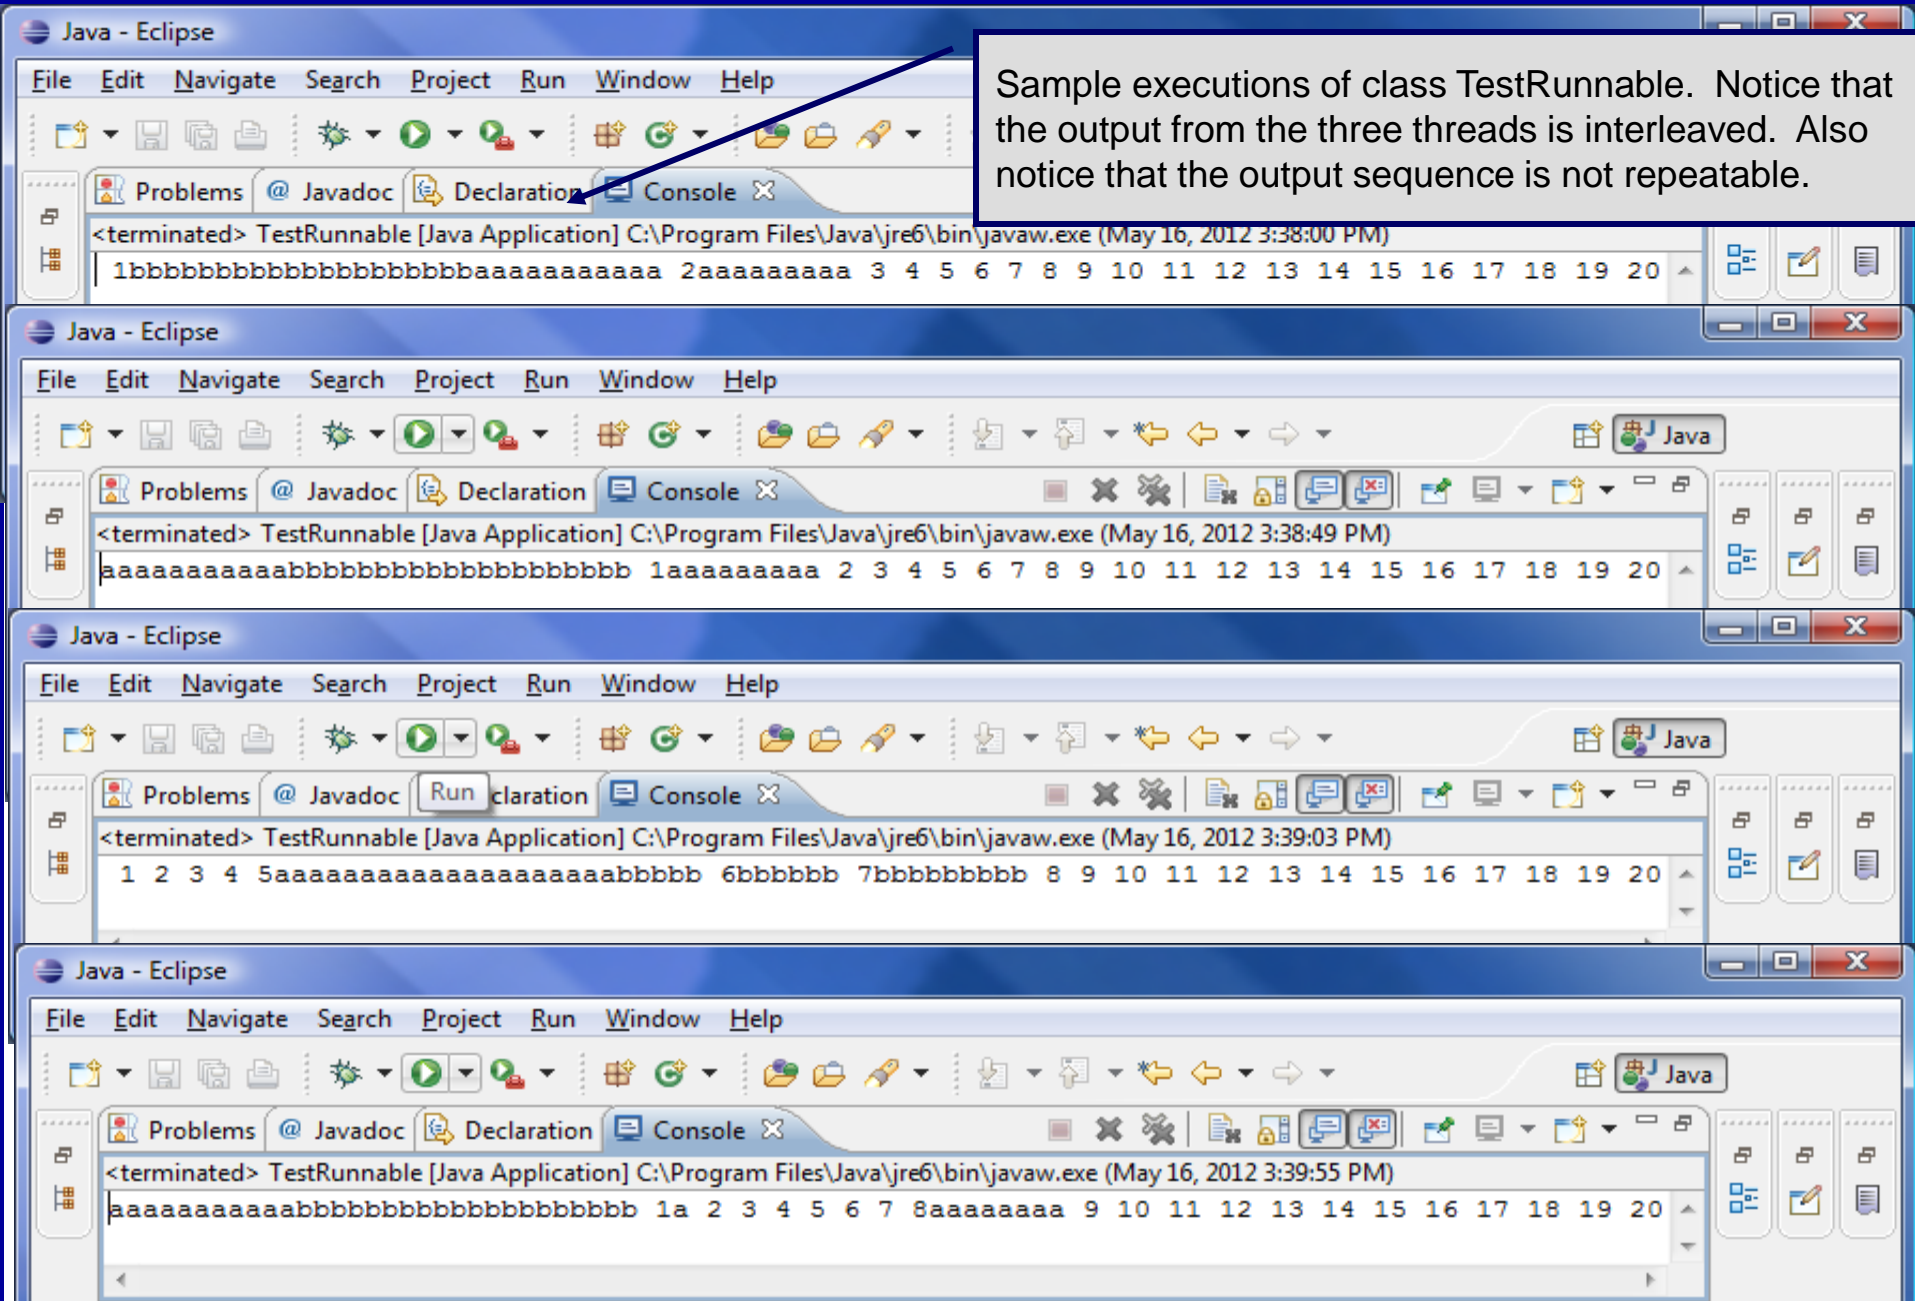 Java - Eclipse
File Edit Navigate Search Project Run Window Help
Sample executions of class TestRunnable. Notice that
the output from the three threads is interleaved. Also
notice that the output sequence is not repeatable.
Problems @ Javadoc Declaration Console
<terminated> TestRunnable [Java Application] C:\Program Files\Java\jre6\bin\javaw.exe (May 16, 2012 3:38:00 PM)
1bbbbbbbbbbbbbbbbbbbbaaaaaaaaaaa 2aaaaaaaaa 3 4 5 6 7 8 9 10 11 12 13 14 15 16 17 18 19 20
Java - Eclipse
File Edit Navigate Search Project Run Window Help
Java
Problems @ Javadoc Declaration Console
<terminated> TestRunnable [Java Application] C:\Program Files\Java\jre6\bin\javaw.exe (May 16, 2012 3:38:49 PM)
aaaaaaaaaaabbbbbbbbbbbbbbbbbbbb 1aaaaaaaaa 2 3 4 5 6 7 8 9 10 11 12 13 14 15 16 17 18 19 20
Java - Eclipse
File Edit Navigate Search Project Run Window Help
Java
Problems @ Javadoc Run claration Console
<terminated> TestRunnable [Java Application] C:\Program Files\Java\jre6\bin\javaw.exe (May 16, 2012 3:39:03 PM)
1 2 3 4 5aaaaaaaaaaaaaaaaaaaabbbbb 6bbbbbb 7bbbbbbbbb 8 9 10 11 12 13 14 15 16 17 18 19 20
Java - Eclipse
File Edit Navigate Search Project Run Window Help
Java
Problems @ Javadoc Declaration Console
<terminated> TestRunnable [Java Application] C:\Program Files\Java\jre6\bin\javaw.exe (May 16, 2012 3:39:55 PM)
aaaaaaaaaaabbbbbbbbbbbbbbbbbbbb 1a 2 3 4 5 6 7 8aaaaaaaa 9 10 11 12 13 14 15 16 17 18 19 20